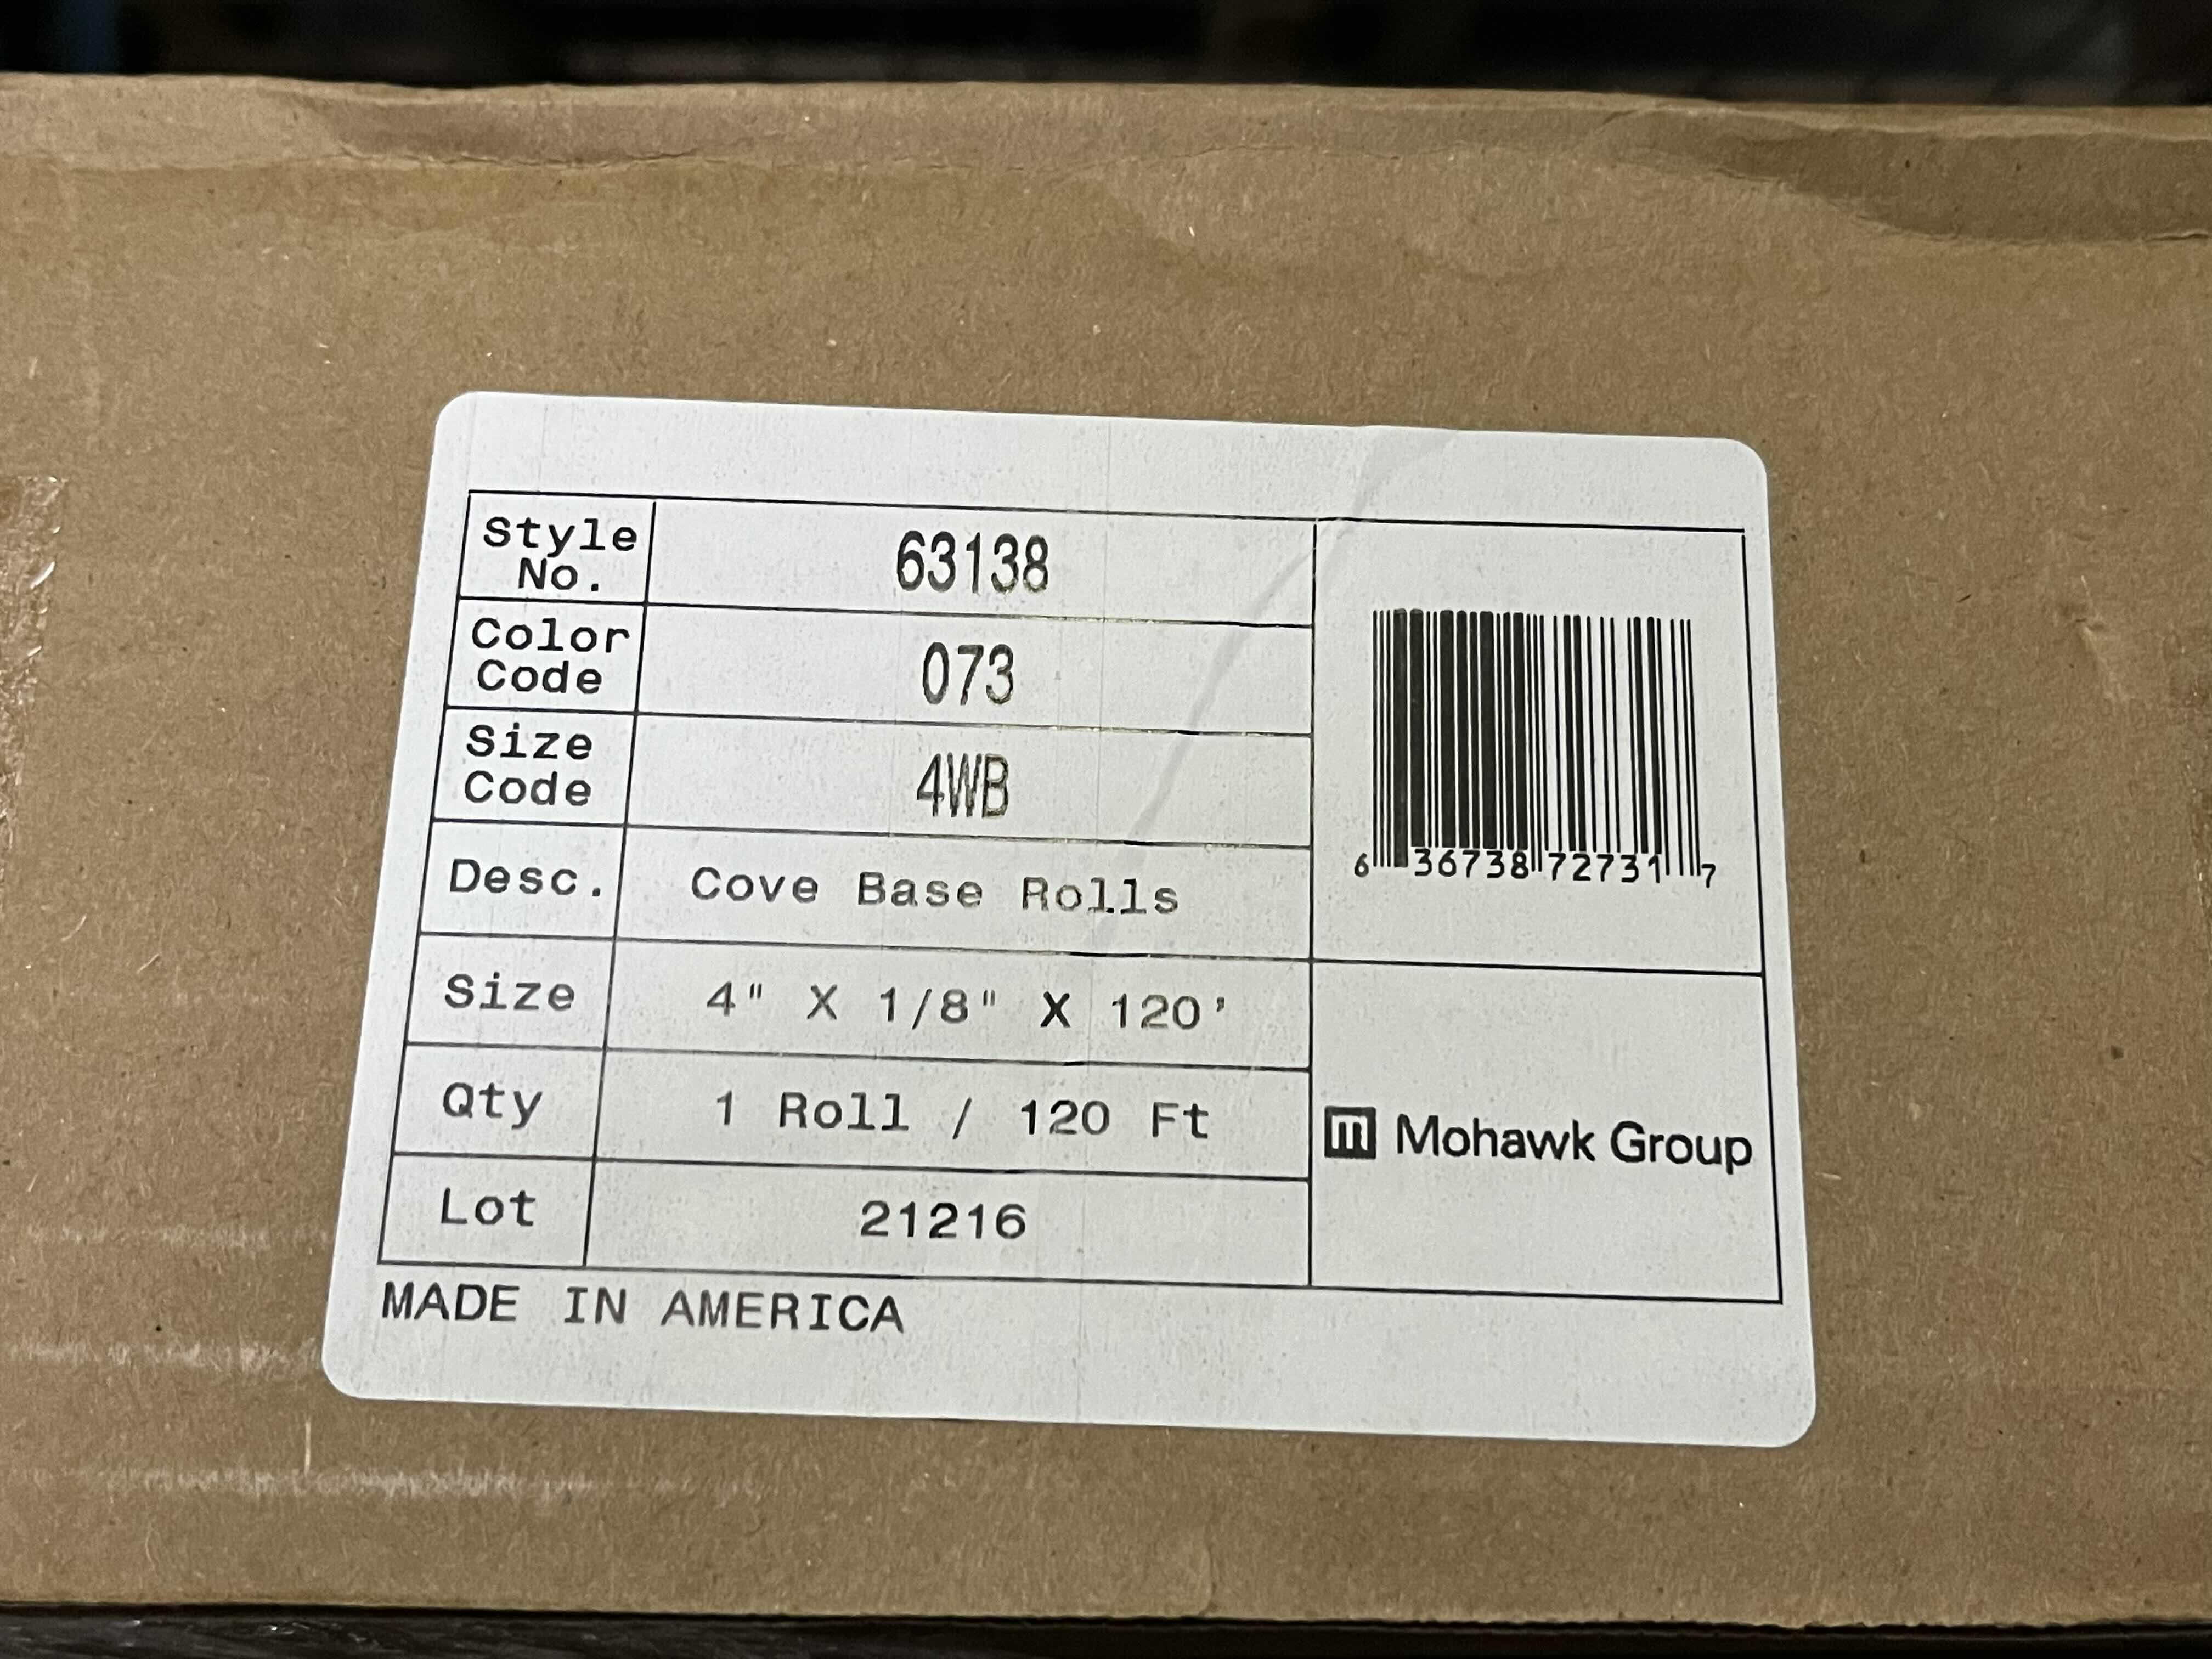 Style No. 63138
Color Code 073
Size Code 4WB
Desc. Cove Base Rolls
Size 4" X 1/8" X 120'
Qty 1 Roll / 120 Ft
Lot 21216
MADE IN AMERICA
6 36738 72731 7
m Mohawk Group